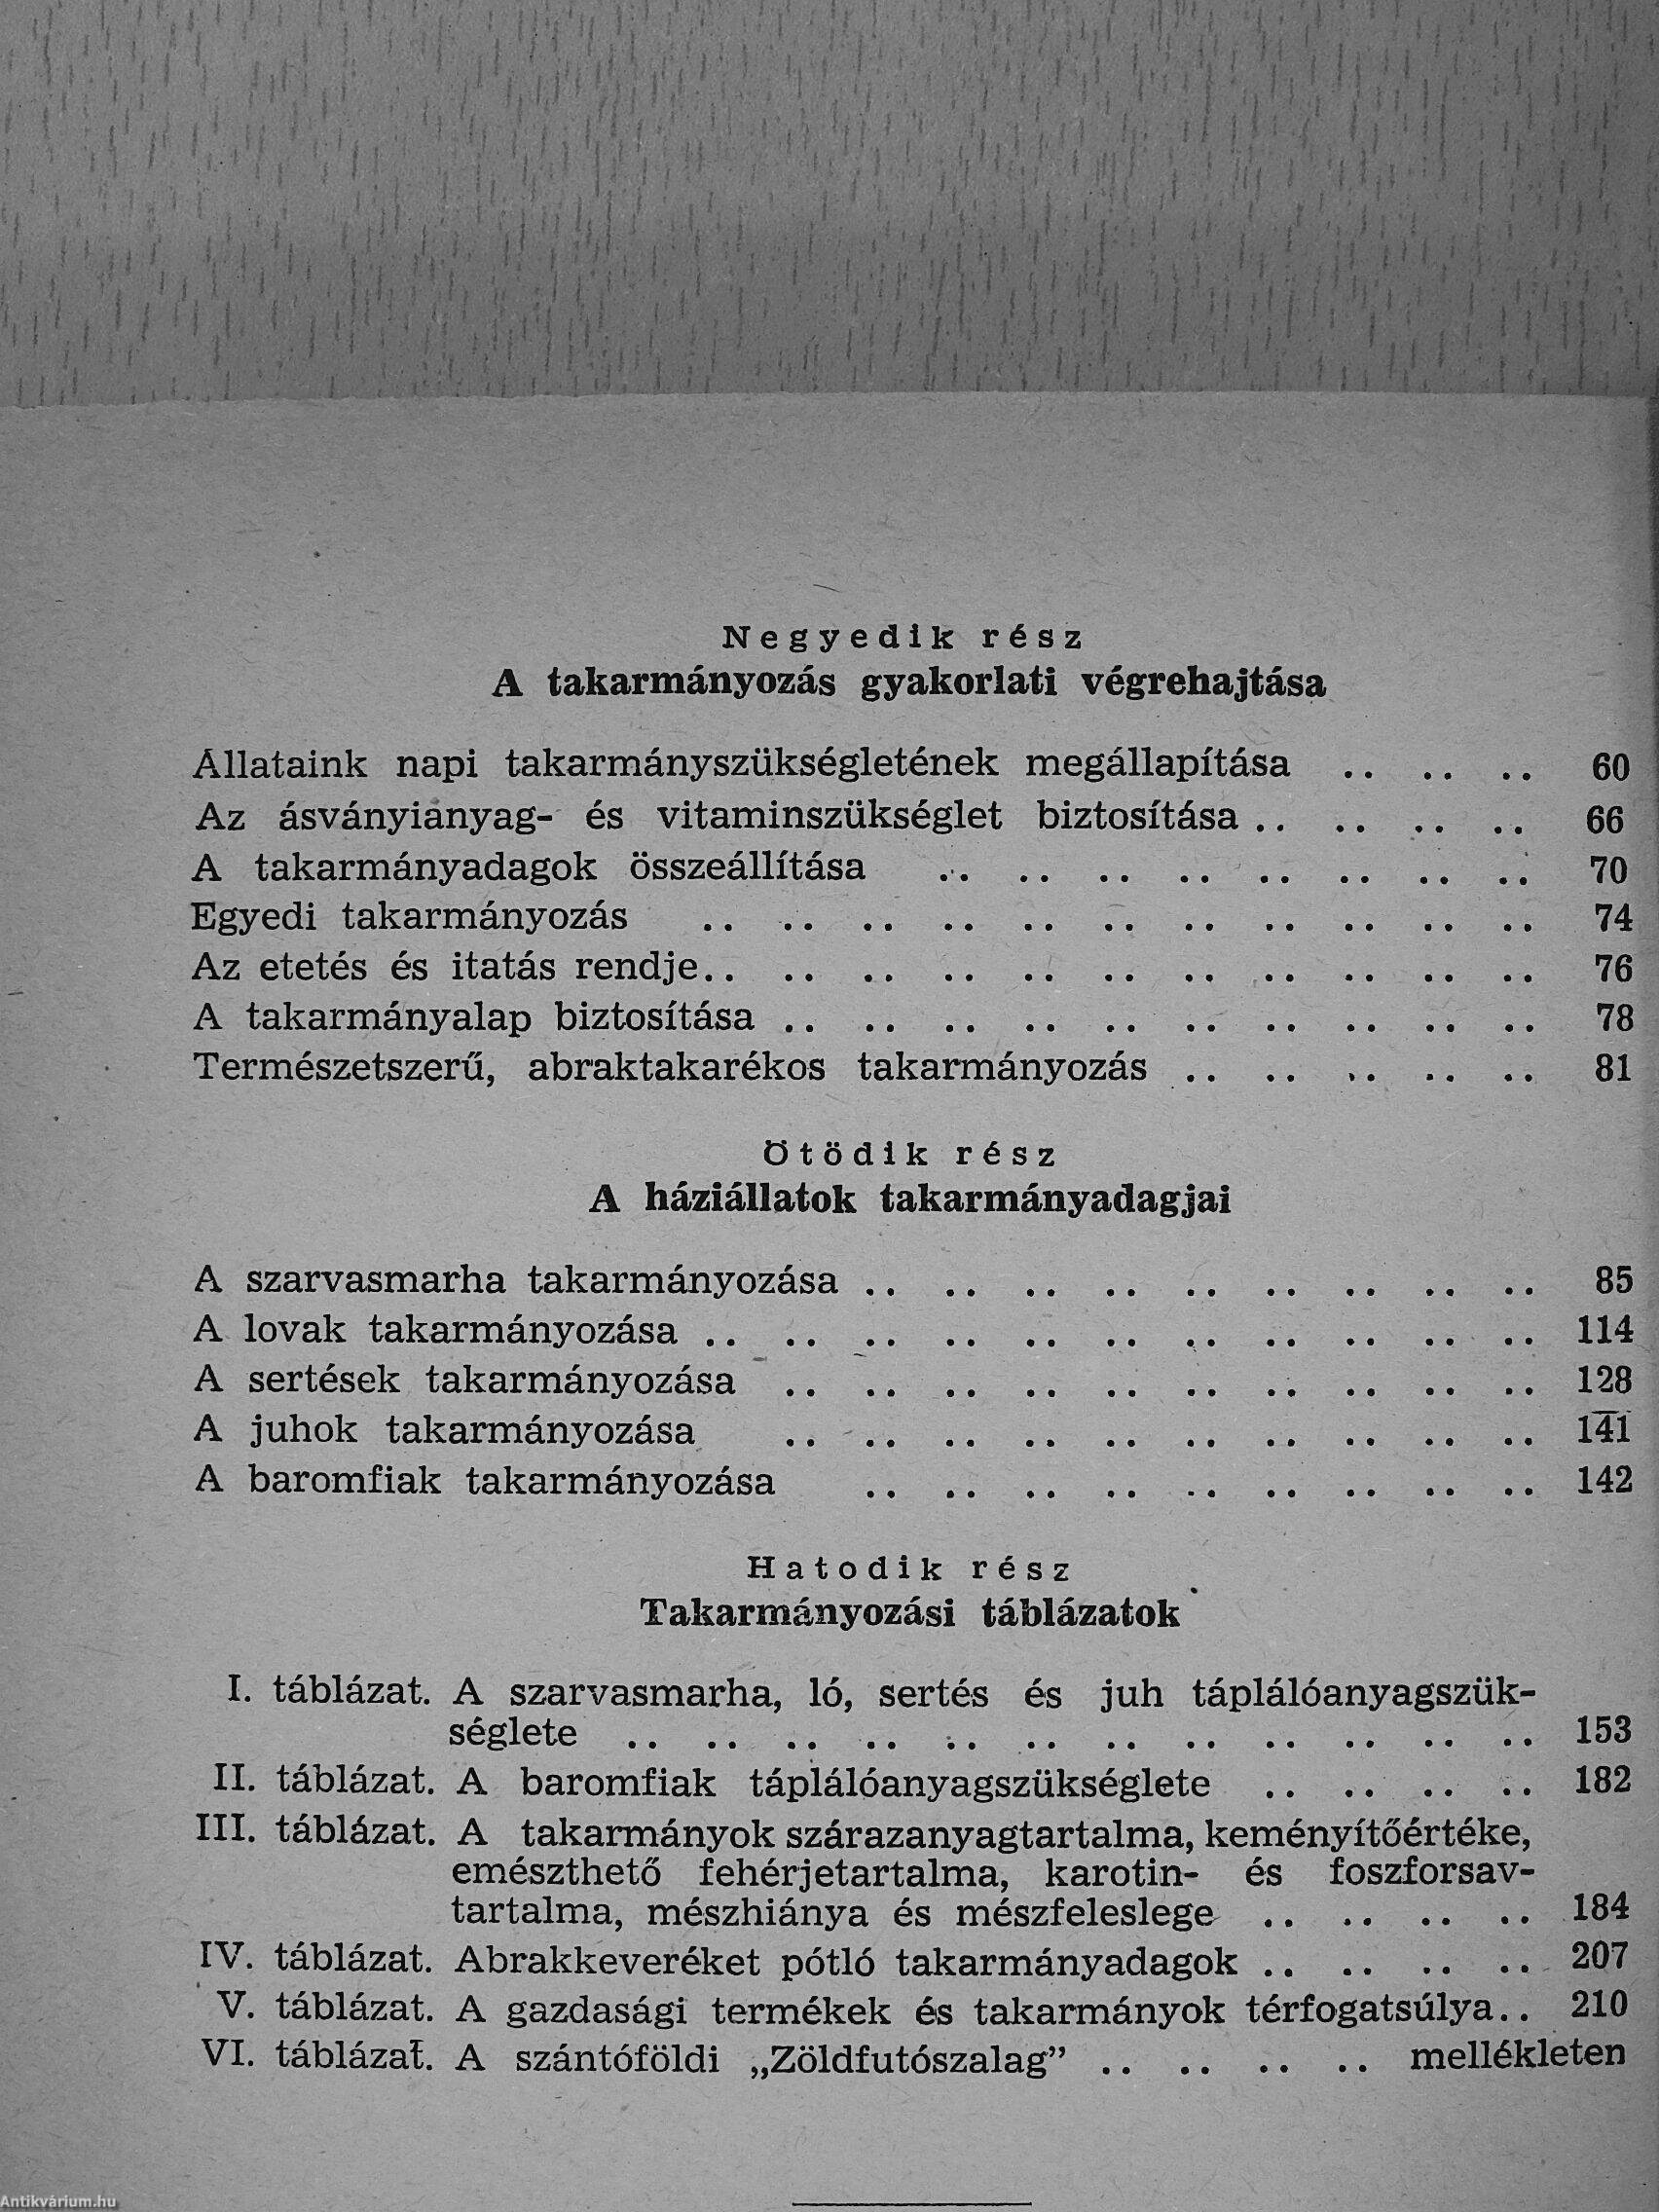 Negyedik rész
A takarmányozás gyakorlati végrehajtása
Állataink napi takarmányszükségletének megállapítása .. .. .. 60
Az ásványianyag- és vitaminszükséglet biztosítása .. .. .. .. 66
A takarmányadagok összeállítása .. .. .. .. .. .. .. .. 70
Egyedi takarmányozás .. .. .. .. .. .. .. .. .. .. .. 74
Az etetés és itatás rendje .. .. .. .. .. .. .. .. .. .. .. 76
A takarmányalap biztosítása .. .. .. .. .. .. .. .. .. .. 78
Természetszerű, abraktakarékos takarmányozás .. .. .. .. .. 81
Ötödik rész
A háziállatok takarmányadagjai
A szarvasmarha takarmányozása .. .. .. .. .. .. .. .. .. 85
A lovak takarmányozása .. .. .. .. .. .. .. .. .. .. .. 114
A sertések takarmányozása .. .. .. .. .. .. .. .. .. .. 128
A juhok takarmányozása .. .. .. .. .. .. .. .. .. .. 141
A baromfiak takarmányozása .. .. .. .. .. .. .. .. .. 142
Hatodik rész
Takarmányozási táblázatok
I. táblázat. A szarvasmarha, ló, sertés és juh táplálóanyagszük-
séglete .. .. .. .. .. .. .. .. .. .. .. .. 153
II. táblázat. A baromfiak táplálóanyagszükséglete .. .. .. .. 182
III. táblázat. A takarmányok szárazanyagtartalma, keményítőértéke,
emészthető fehérjetartalma, karotin- és foszforsav-
tartalma, mészhiánya és mészfeleslege .. .. .. .. 184
IV. táblázat. Abrakkeveréket pótló takarmányadagok .. .. .. .. 207
V. táblázat. A gazdasági termékek és takarmányok térfogatsúlya .. 210
VI. táblázat. A szántóföldi „Zöldfutószalag” .. .. .. .. mellékleten
Antikvárium.hu